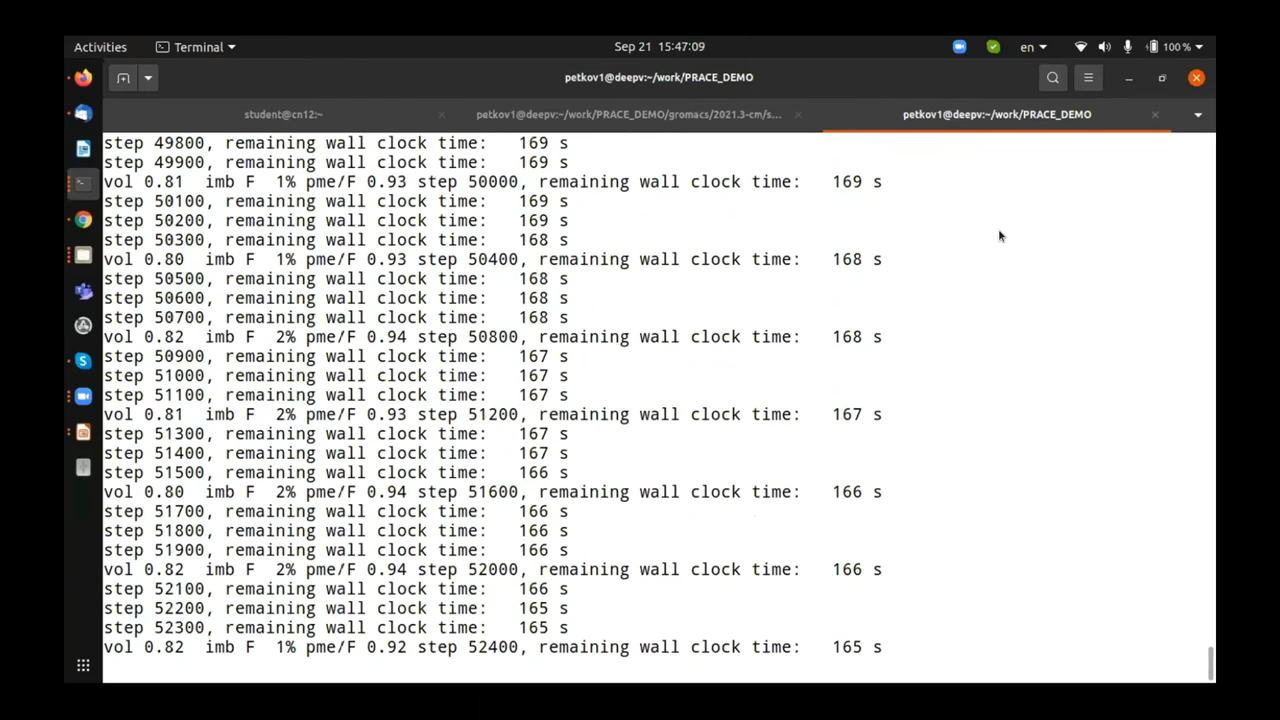 Activities
Terminal
Sep 21 15:47:09
en
100 %
petkov1@deepv:~/work/PRACE_DEMO
student@cn12:~
petkov1@deepv:~/work/PRACE_DEMO/gromacs/2021.3-cm/s...
petkov1@deepv:~/work/PRACE_DEMO
step 49800, remaining wall clock time:   169 s
step 49900, remaining wall clock time:   169 s
vol 0.81  imb F  1% pme/F 0.93 step 50000, remaining wall clock time:   169 s
step 50100, remaining wall clock time:   169 s
step 50200, remaining wall clock time:   169 s
step 50300, remaining wall clock time:   168 s
vol 0.80  imb F  1% pme/F 0.93 step 50400, remaining wall clock time:   168 s
step 50500, remaining wall clock time:   168 s
step 50600, remaining wall clock time:   168 s
step 50700, remaining wall clock time:   168 s
vol 0.82  imb F  2% pme/F 0.94 step 50800, remaining wall clock time:   168 s
step 50900, remaining wall clock time:   167 s
step 51000, remaining wall clock time:   167 s
step 51100, remaining wall clock time:   167 s
vol 0.81  imb F  2% pme/F 0.93 step 51200, remaining wall clock time:   167 s
step 51300, remaining wall clock time:   167 s
step 51400, remaining wall clock time:   167 s
step 51500, remaining wall clock time:   166 s
vol 0.80  imb F  2% pme/F 0.94 step 51600, remaining wall clock time:   166 s
step 51700, remaining wall clock time:   166 s
step 51800, remaining wall clock time:   166 s
step 51900, remaining wall clock time:   166 s
vol 0.82  imb F  2% pme/F 0.94 step 52000, remaining wall clock time:   166 s
step 52100, remaining wall clock time:   166 s
step 52200, remaining wall clock time:   165 s
step 52300, remaining wall clock time:   165 s
vol 0.82  imb F  1% pme/F 0.92 step 52400, remaining wall clock time:   165 s